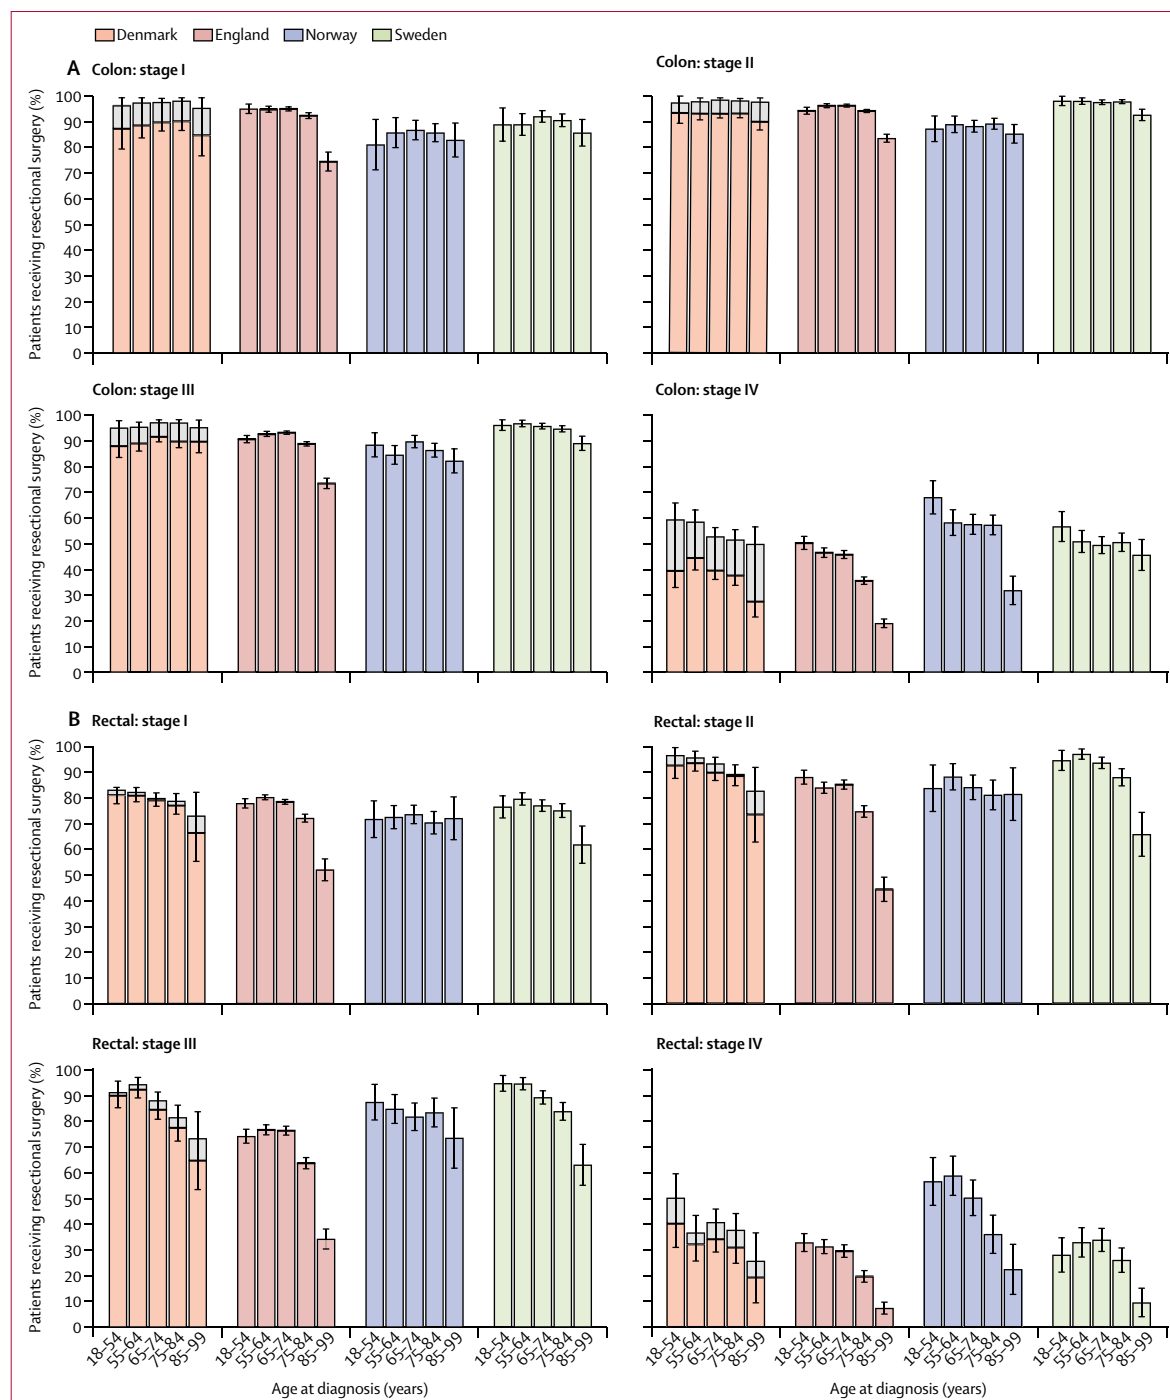 Denmark England Norway Sweden
A Colon: stage I
Colon: stage II
Patients receiving resectional surgery (%)
100
90
80
70
60
50
40
30
20
10
0
Colon: stage III
Colon: stage IV
Patients receiving resectional surgery (%)
100
90
80
70
60
50
40
30
20
10
0
B Rectal: stage I
Rectal: stage II
Patients receiving resectional surgery (%)
100
90
80
70
60
50
40
30
20
10
0
Rectal: stage III
Rectal: stage IV
Patients receiving resectional surgery (%)
100
90
80
70
60
50
40
30
20
10
0
18–54 55–64 65–74 75–84 85–99 18–54 55–64 65–74 75–84 85–99 18–54 55–64 65–74 75–84 85–99 18–54 55–64 65–74 75–84 85–99
18–54 55–64 65–74 75–84 85–99 18–54 55–64 65–74 75–84 85–99 18–54 55–64 65–74 75–84 85–99 18–54 55–64 65–74 75–84 85–99
Age at diagnosis (years)
Age at diagnosis (years)